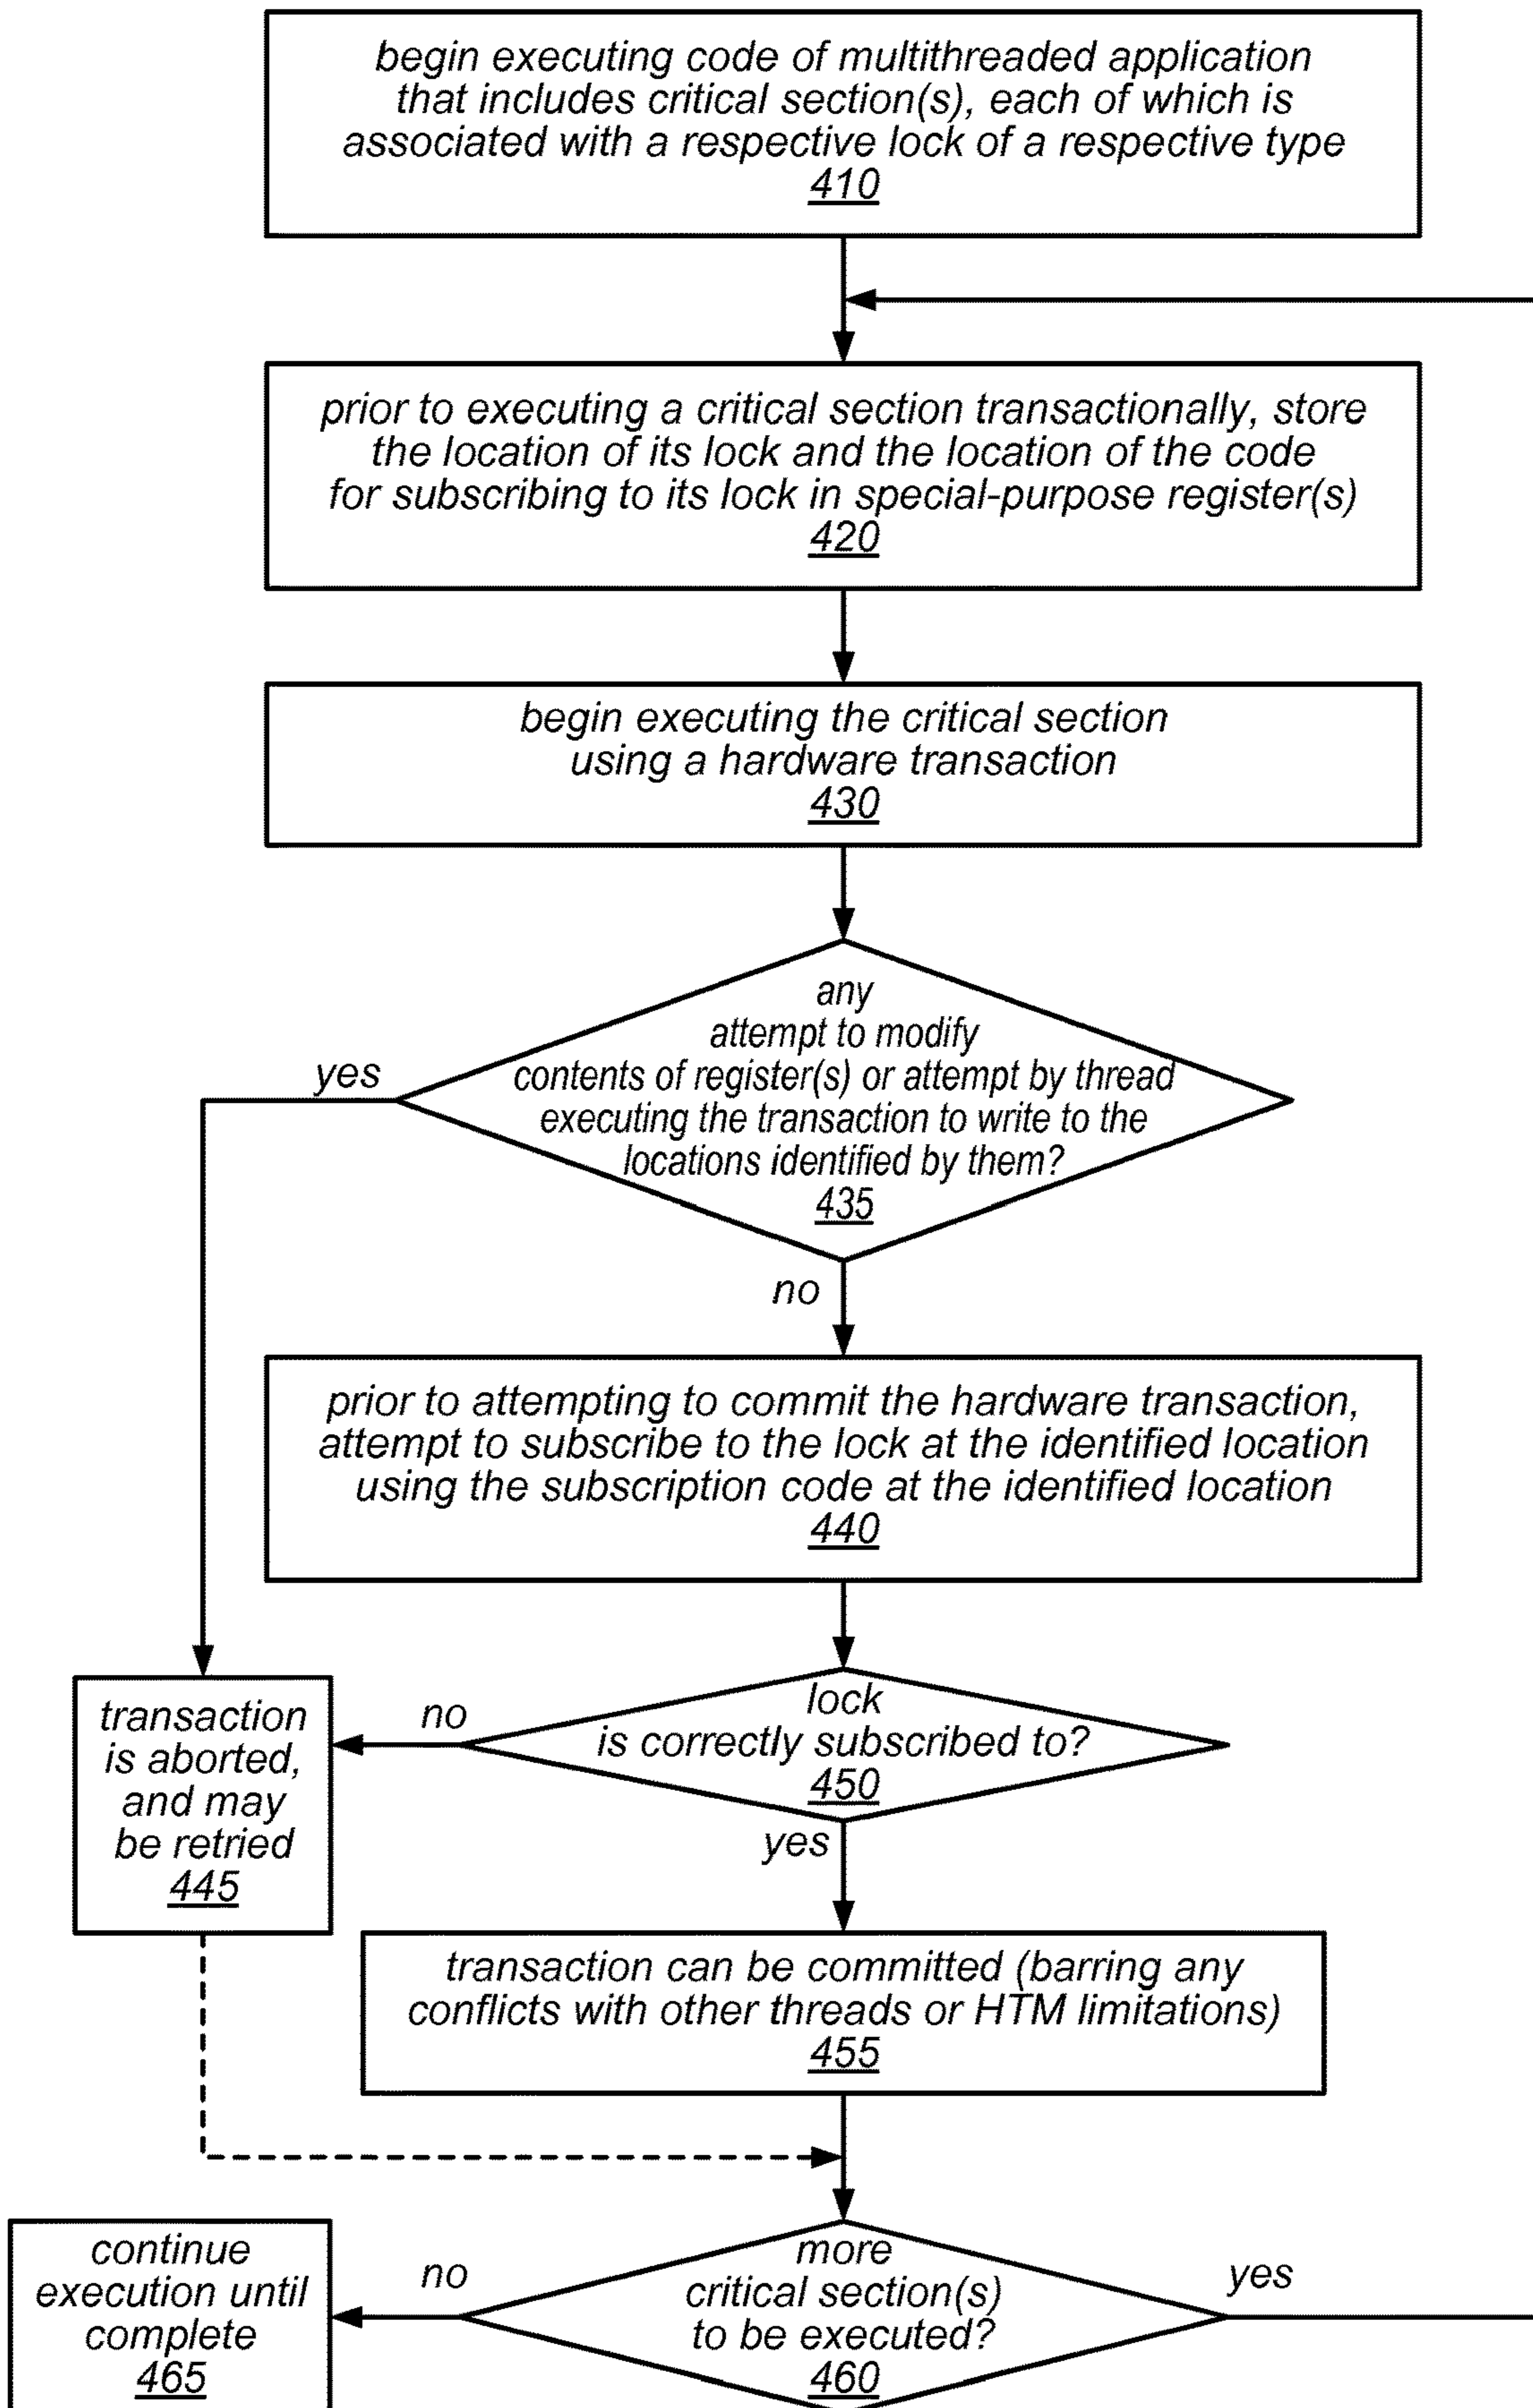 begin executing code of multithreaded application
that includes critical section(s), each of which is
associated with a respective lock of a respective type
410
prior to executing a critical section transactionally, store
the location of its lock and the location of the code
for subscribing to its lock in special-purpose register(s)
420
begin executing the critical section
using a hardware transaction
430
any
attempt to modify
contents of register(s) or attempt by thread
executing the transaction to write to the
locations identified by them?
435
yes
no
prior to attempting to commit the hardware transaction,
attempt to subscribe to the lock at the identified location
using the subscription code at the identified location
440
lock
is correctly subscribed to?
450
no
yes
transaction
is aborted,
and may
be retried
445
transaction can be committed (barring any
conflicts with other threads or HTM limitations)
455
more
critical section(s)
to be executed?
460
no
yes
continue
execution until
complete
465